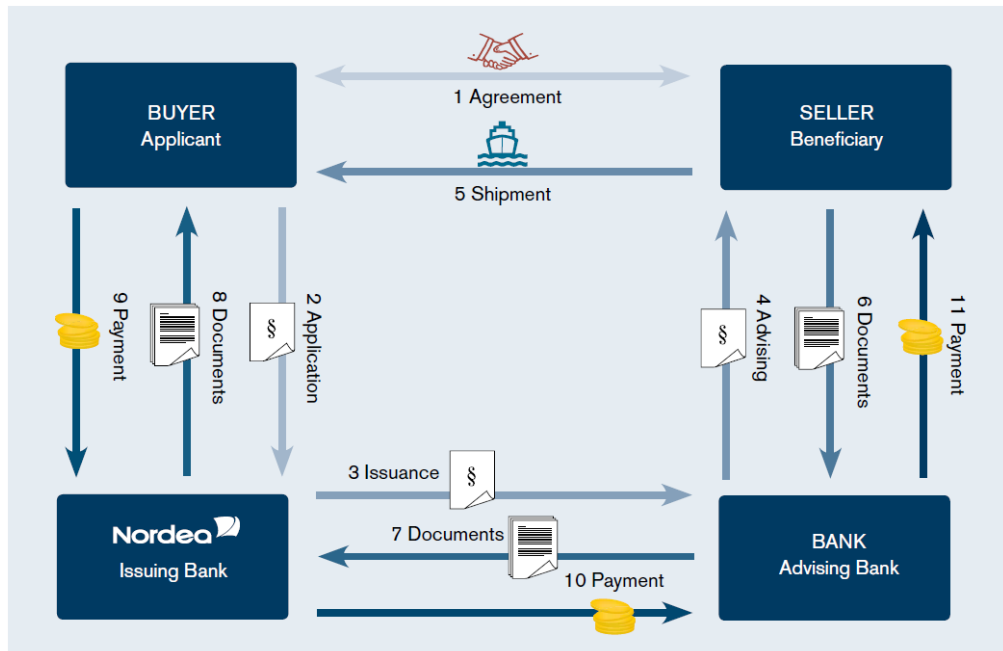 BUYER
Applicant
1 Agreement
SELLER
Beneficiary
5 Shipment
9 Payment
8 Documents
2 Application
§
4 Advising
§
6 Documents
11 Payment
3 Issuance
§
Nordea
Issuing Bank
7 Documents
10 Payment
BANK
Advising Bank